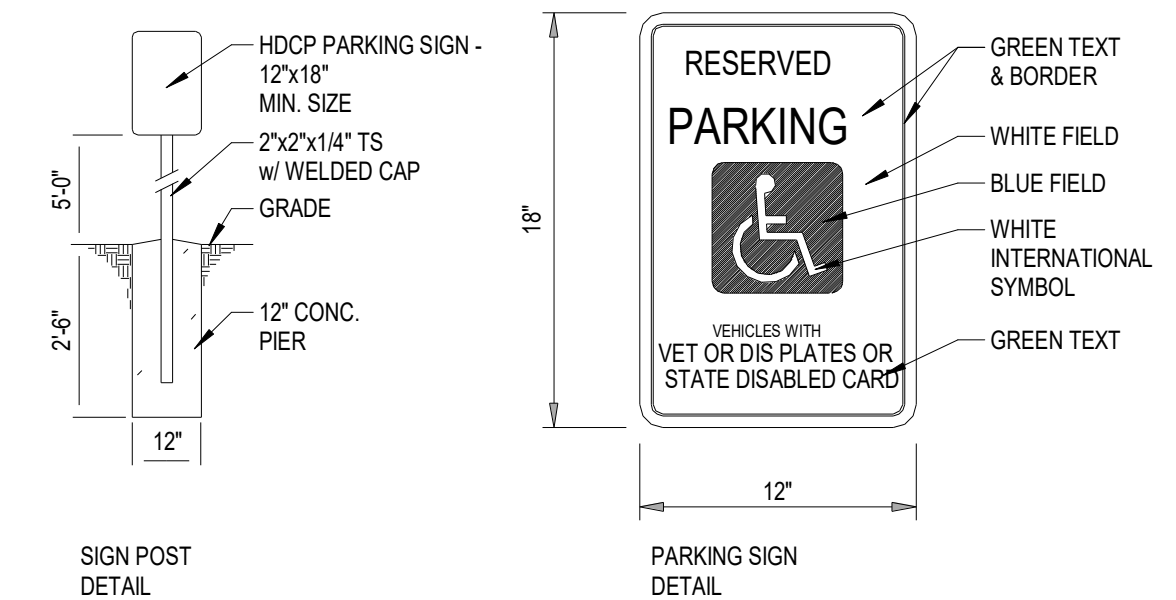 HDCP PARKING SIGN -
12"x18"
MIN. SIZE
2"x2"x1/4" TS
w/ WELDED CAP
GRADE
12" CONC.
PIER
5'-0"
2'-6"
12"
SIGN POST
DETAIL
18"
RESERVED
PARKING
VEHICLES WITH
VET OR DIS PLATES OR
STATE DISABLED CARD
GREEN TEXT
& BORDER
WHITE FIELD
BLUE FIELD
WHITE
INTERNATIONAL
SYMBOL
GREEN TEXT
12"
PARKING SIGN
DETAIL